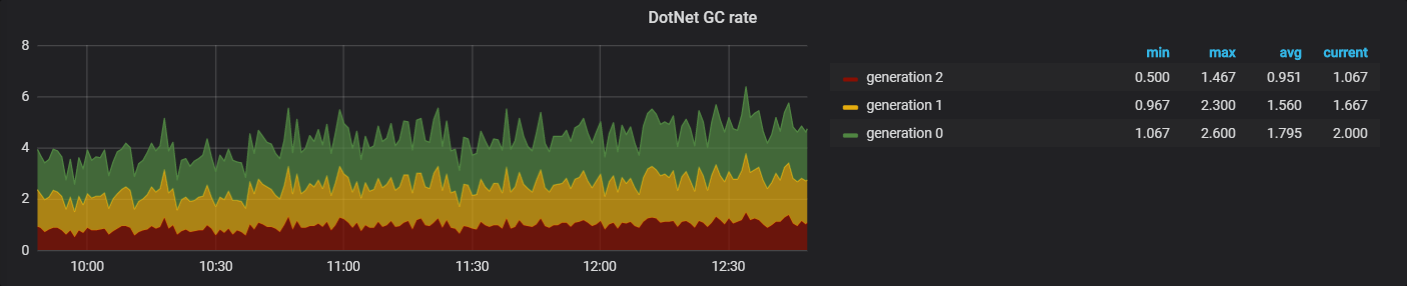 DotNet GC rate
8
6
4
2
0
10:00 10:30 11:00 11:30 12:00 12:30
min max avg current
generation 2 0.500 1.467 0.951 1.067
generation 1 0.967 2.300 1.560 1.667
generation 0 1.067 2.600 1.795 2.000